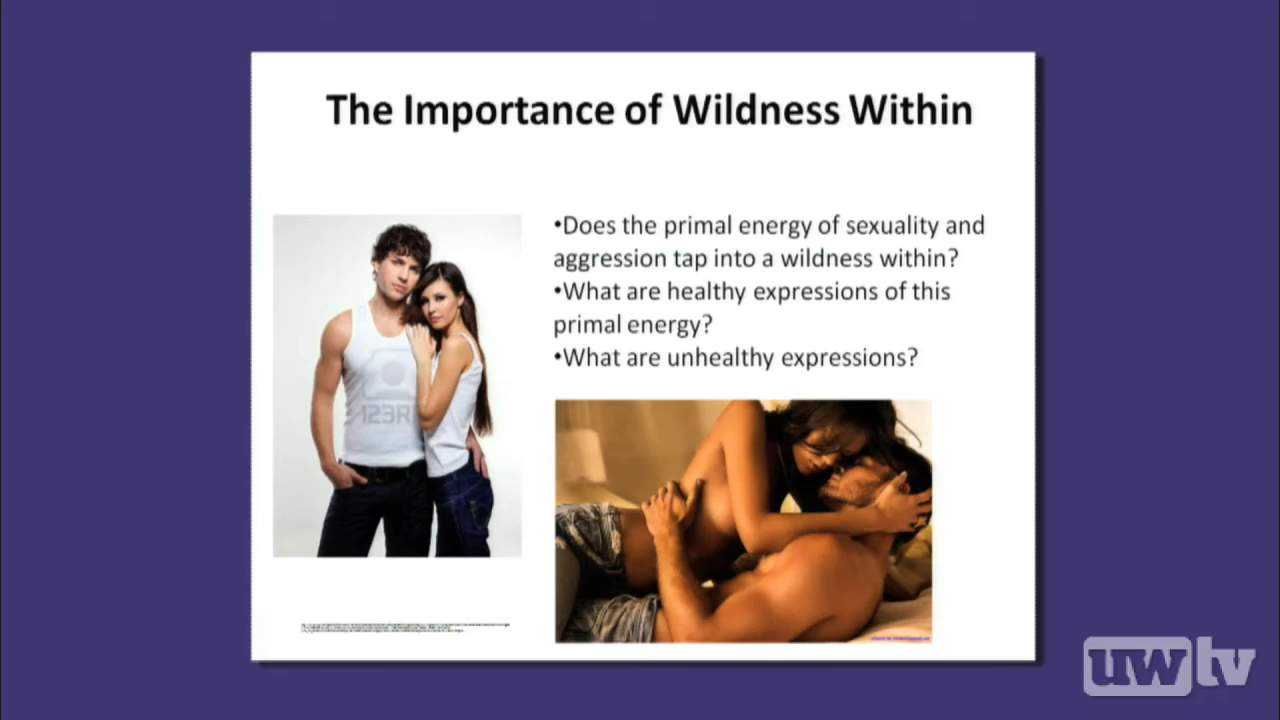 The Importance of Wildness Within
•Does the primal energy of sexuality and
aggression tap into a wildness within?
•What are healthy expressions of this
primal energy?
•What are unhealthy expressions?
123R
uwtv